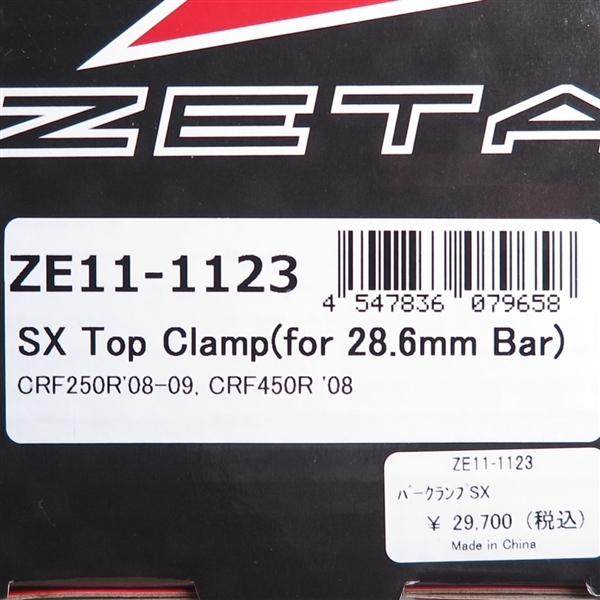 ZETA
ZE11-1123
4 547836 079658
SX Top Clamp(for 28.6mm Bar)
CRF250R'08-09, CRF450R '08
ZE11-1123
ﾊﾞｰｸﾗﾝﾌﾟSX
¥ 29,700 (税込)
Made in China